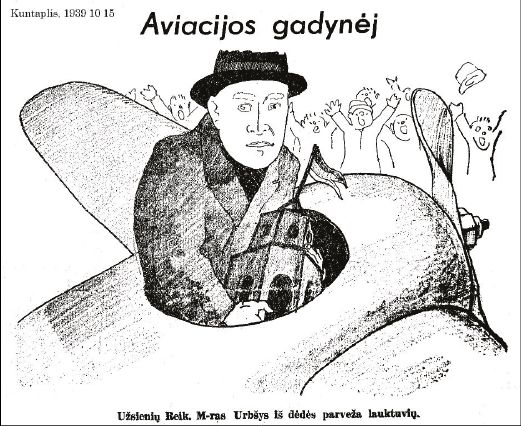 Kuntaplis, 1939 10 15
Aviacijos gadynėj
Užsienių Reik. M-ras Urbšys iš dėdės parveža lauktuvių.